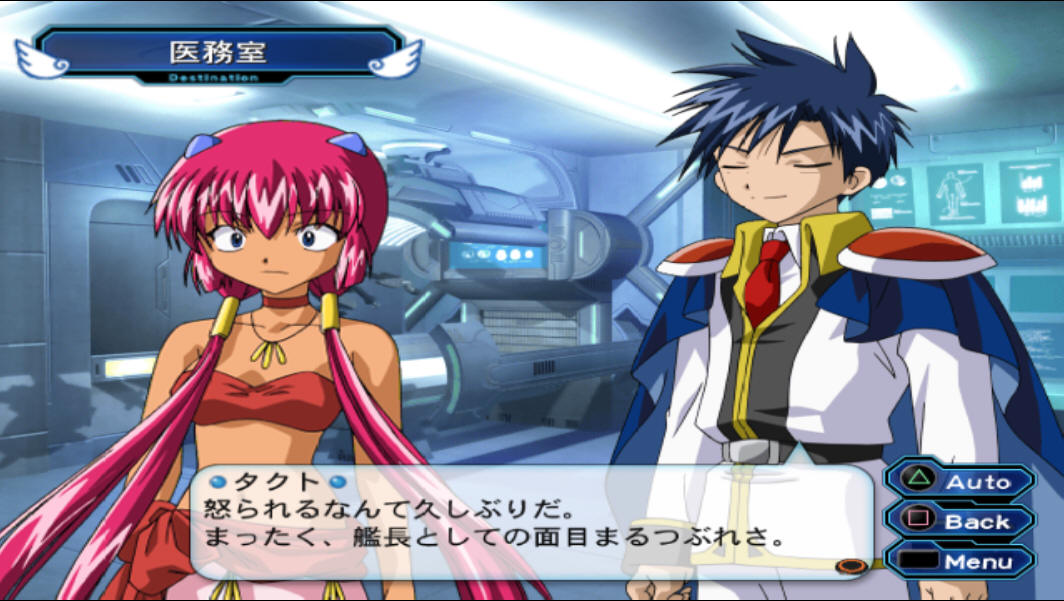 医務室
Destination
タクト
怒られるなんて久しぶりだ。
まったく、艦長としての面目まるつぶれさ。
Auto
Back
Menu